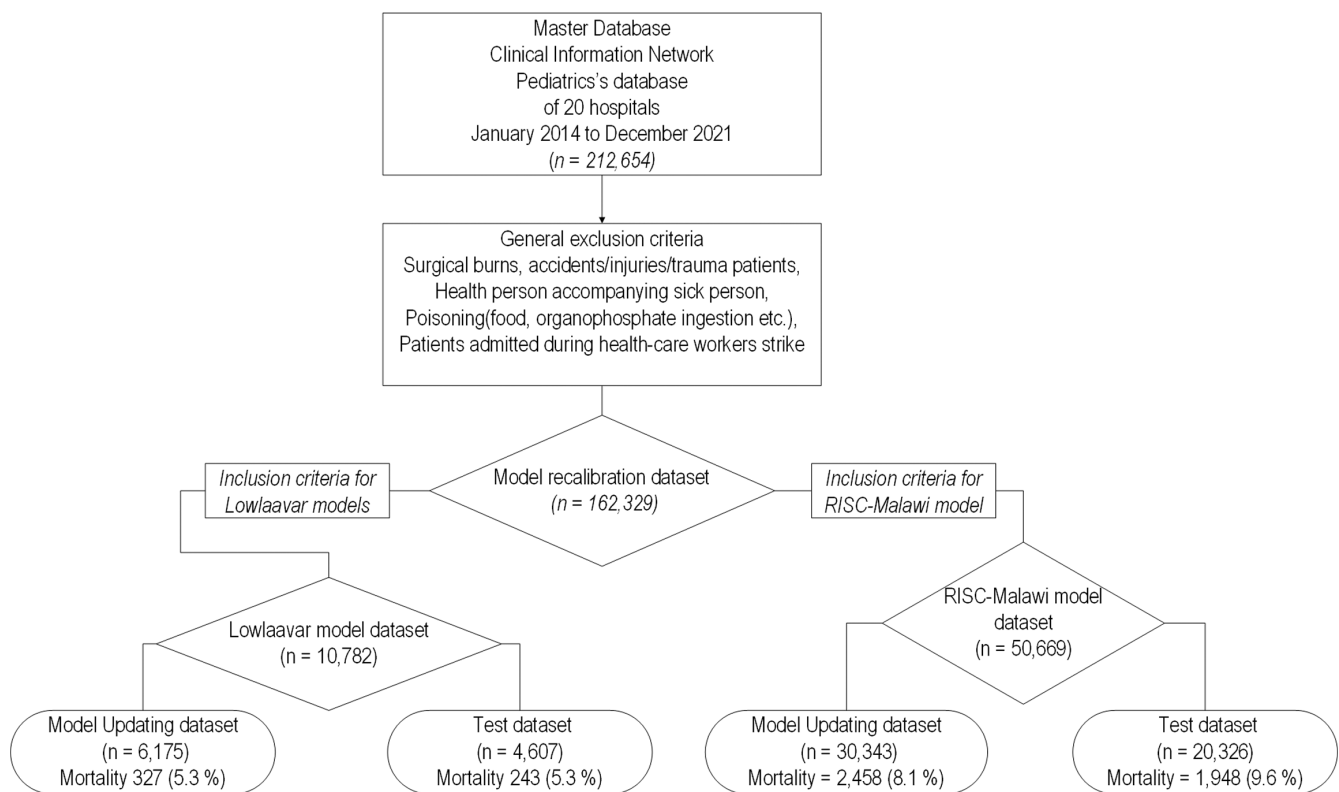 Master Database
Clinical Information Network
Pediatrics's database
of 20 hospitals
January 2014 to December 2021
(n = 212,654)
General exclusion criteria
Surgical burns, accidents/injuries/trauma patients,
Health person accompanying sick person,
Poisoning(food, organophosphate ingestion etc.),
Patients admitted during health-care workers strike
Inclusion criteria for
Lowlaavar models
Model recalibration dataset
(n = 162,329)
Inclusion criteria for
RISC-Malawi model
Lowlaavar model dataset
(n = 10,782)
RISC-Malawi model
dataset
(n = 50,669)
Model Updating dataset
(n = 6,175)
Mortality 327 (5.3 %)
Test dataset
(n = 4,607)
Mortality 243 (5.3 %)
Model Updating dataset
(n = 30,343)
Mortality = 2,458 (8.1 %)
Test dataset
(n = 20,326)
Mortality = 1,948 (9.6 %)